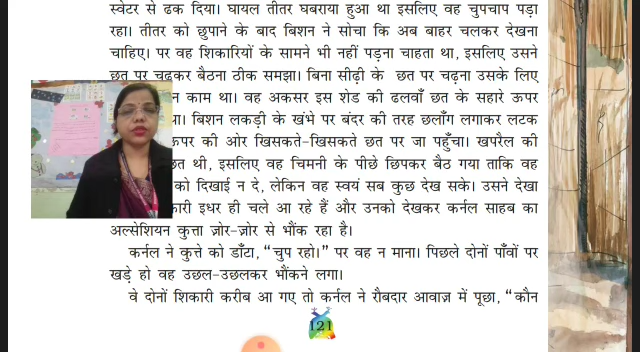 स्वेटर से ढक दिया। घायल तीतर घबराया हुआ था इसलिए वह चुपचाप पड़ा
रहा। तीतर को छुपाने के बाद बिशन ने सोचा कि अब बाहर चलकर देखना
चाहिए। पर वह शिकारियों के सामने भी नहीं पड़ना चाहता था, इसलिए उसने
छत पर चढ़कर बैठना ठीक समझा। बिना सीढ़ी के छत पर चढ़ना उसके लिए
न काम था। वह अकसर इस शेड की ढलवाँ छत के सहारे ऊपर
बिशन लकड़ी के खंभे पर बंदर की तरह छलाँग लगाकर लटक
की ओर खिसकते-खिसकते छत पर जा पहुँचा। खपरैल की
थी, इसलिए वह चिमनी के पीछे छिपकर बैठ गया ताकि वह
को दिखाई न दे, लेकिन वह स्वयं सब कुछ देख सके। उसने देखा
इधर ही चले आ रहे हैं और उनको देखकर कर्नल साहब का
अल्सेशियन कुत्ता ज़ोर-ज़ोर से भौंक रहा है।
कर्नल ने कुत्ते को डाँटा, “चुप रहो।” पर वह न माना। पिछले दोनों पाँवों पर
खड़े हो वह उछल-उछलकर भौंकने लगा।
वे दोनों शिकारी करीब आ गए तो कर्नल ने रौबदार आवाज़ में पूछा, “कौन
121